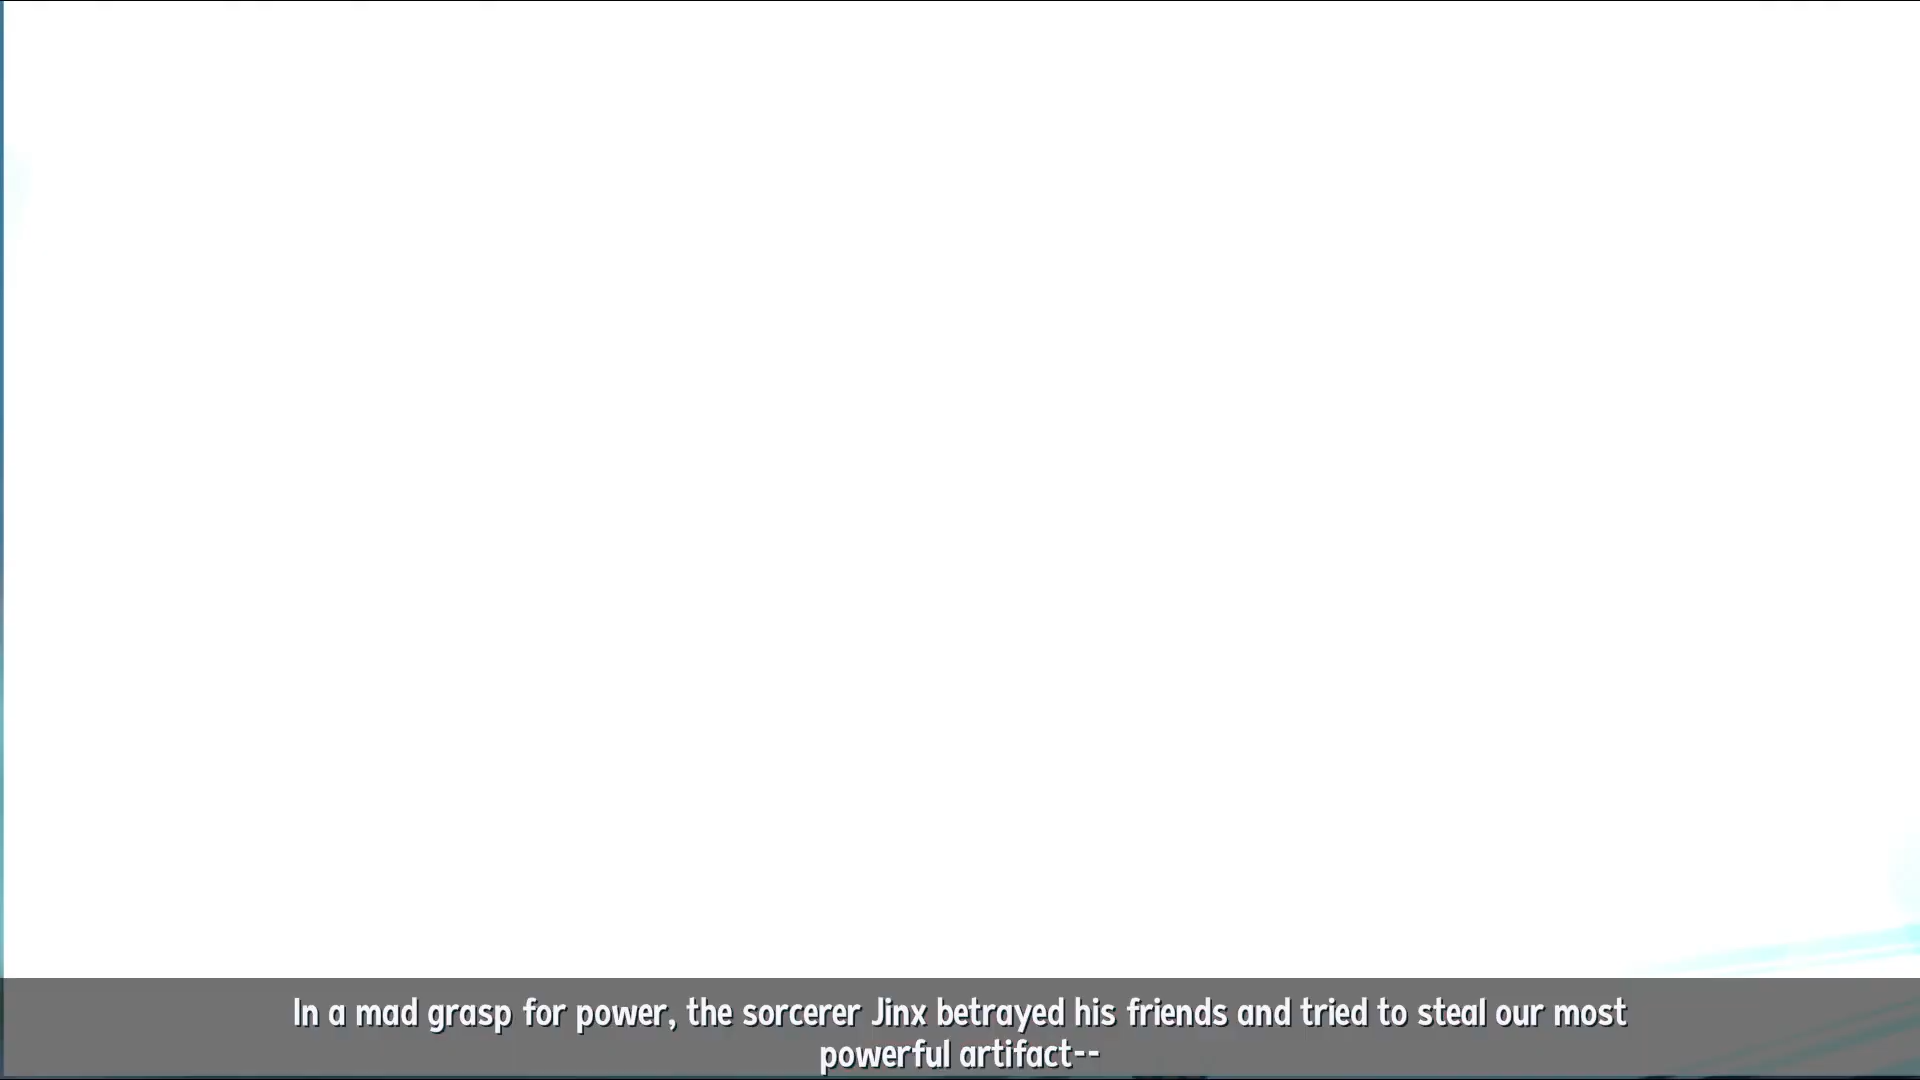 In a mad grasp for power, the sorcerer Jinx betrayed his friends and tried to steal our most
powerful artifact--